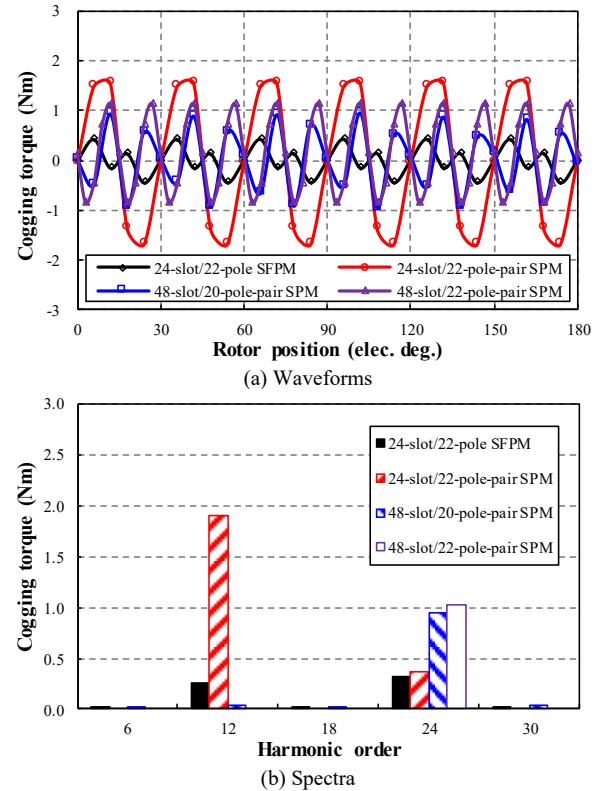 3
2
1
0
-1
-2
-3
Cogging torque (Nm)
24-slot/22-pole SFPM
24-slot/22-pole-pair SPM
48-slot/20-pole-pair SPM
48-slot/22-pole-pair SPM
0 30 60 90 120 150 180
Rotor position (elec. deg.)
(a) Waveforms
3.0
2.5
2.0
1.5
1.0
0.5
0.0
Cogging torque (Nm)
24-slot/22-pole SFPM
24-slot/22-pole-pair SPM
48-slot/20-pole-pair SPM
48-slot/22-pole-pair SPM
6 12 18 24 30
Harmonic order
(b) Spectra